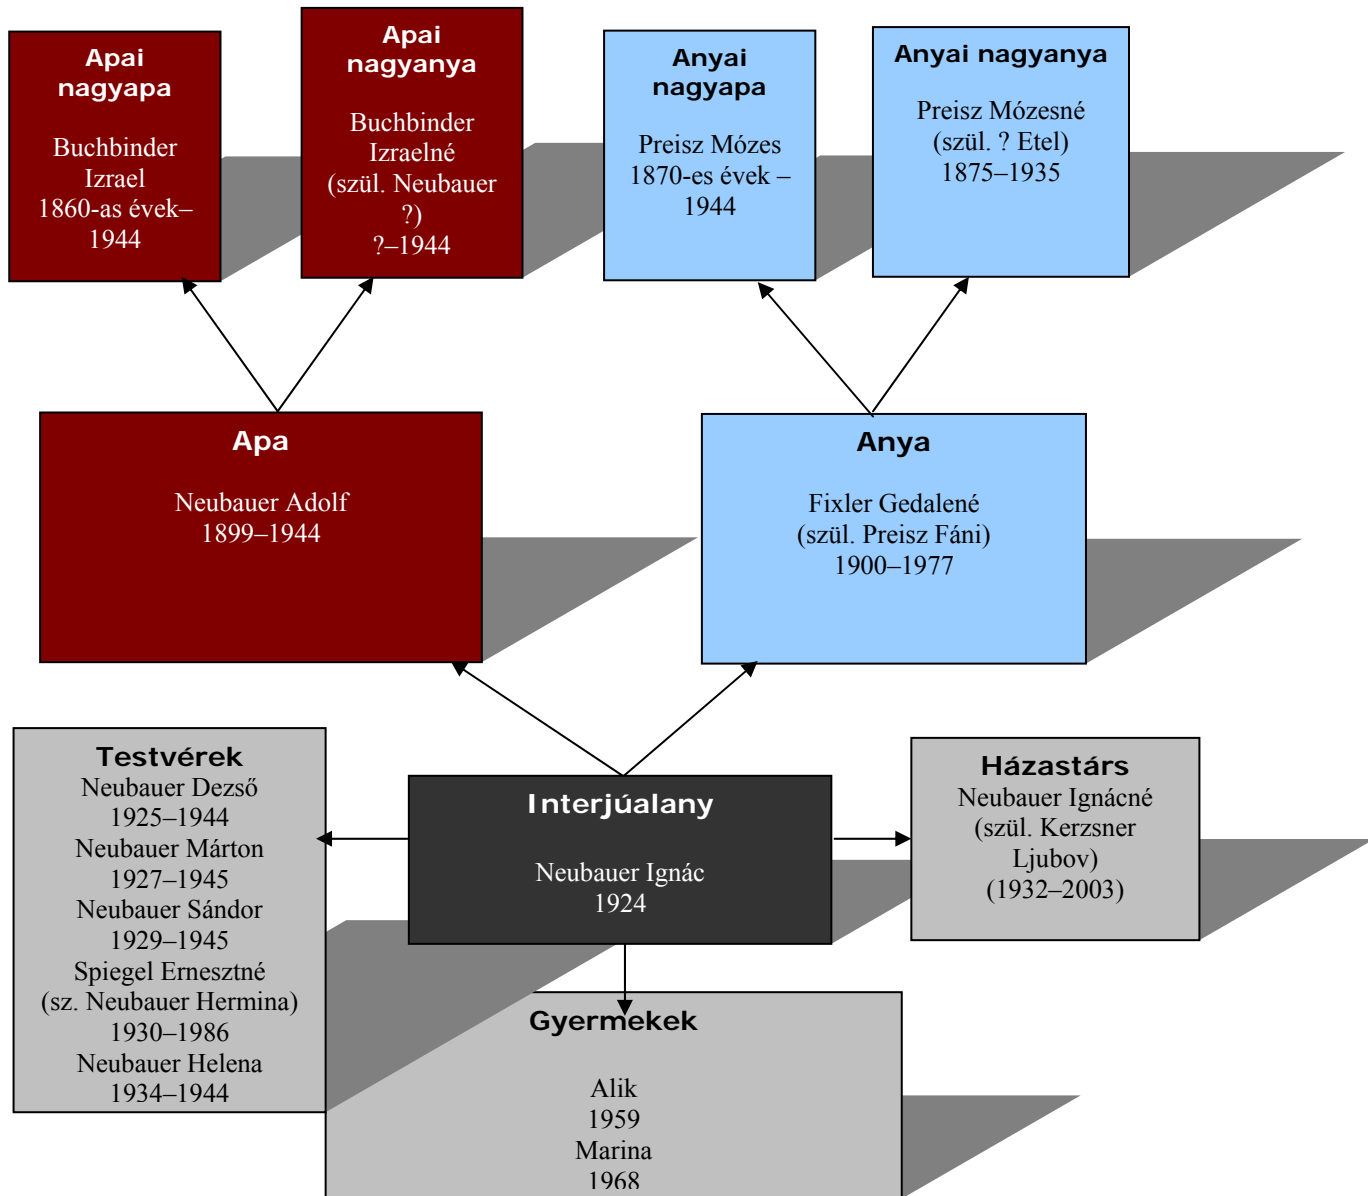 Apai
nagyapa
Buchbinder
Izrael
1860-as évek–
1944
Apai
nagyanya
Buchbinder
Izraelné
(szül. Neubauer
?)
?–1944
Anyai
nagyapa
Preisz Mózes
1870-es évek –
1944
Anyai nagyanya
Preisz Mózesné
(szül. ? Etel)
1875–1935
Apa
Neubauer Adolf
1899–1944
Anya
Fixler Gedalené
(szül. Preisz Fáni)
1900–1977
Testvérek
Neubauer Dezső
1925–1944
Neubauer Márton
1927–1945
Neubauer Sándor
1929–1945
Spiegel Ernesztné
(sz. Neubauer Hermina)
1930–1986
Neubauer Helena
1934–1944
Interjúalany
Neubauer Ignác
1924
Házastárs
Neubauer Ignácné
(szül. Kerzsner
Ljubov)
(1932–2003)
Gyermekek
Alik
1959
Marina
1968